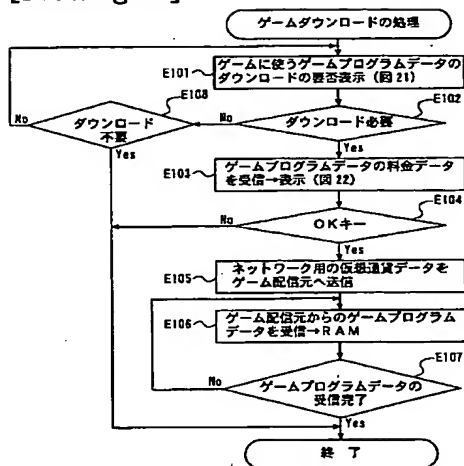 ゲームダウンロードの処理
E101
ゲームに使うゲームプログラムデータの
ダウンロードの要否表示 (図21)
E108
ダウンロード
不要
No
Yes
E102
ダウンロード必要
No
Yes
E103
ゲームプログラムデータの料金データ
を受信→表示 (図22)
E104
OKキー
No
Yes
E105
ネットワーク用の仮想通貨データを
ゲーム配信元へ送信
E106
ゲーム配信元からのゲームプログラム
データを受信→RAM
E107
ゲームプログラムデータの
受信完了
No
Yes
終了